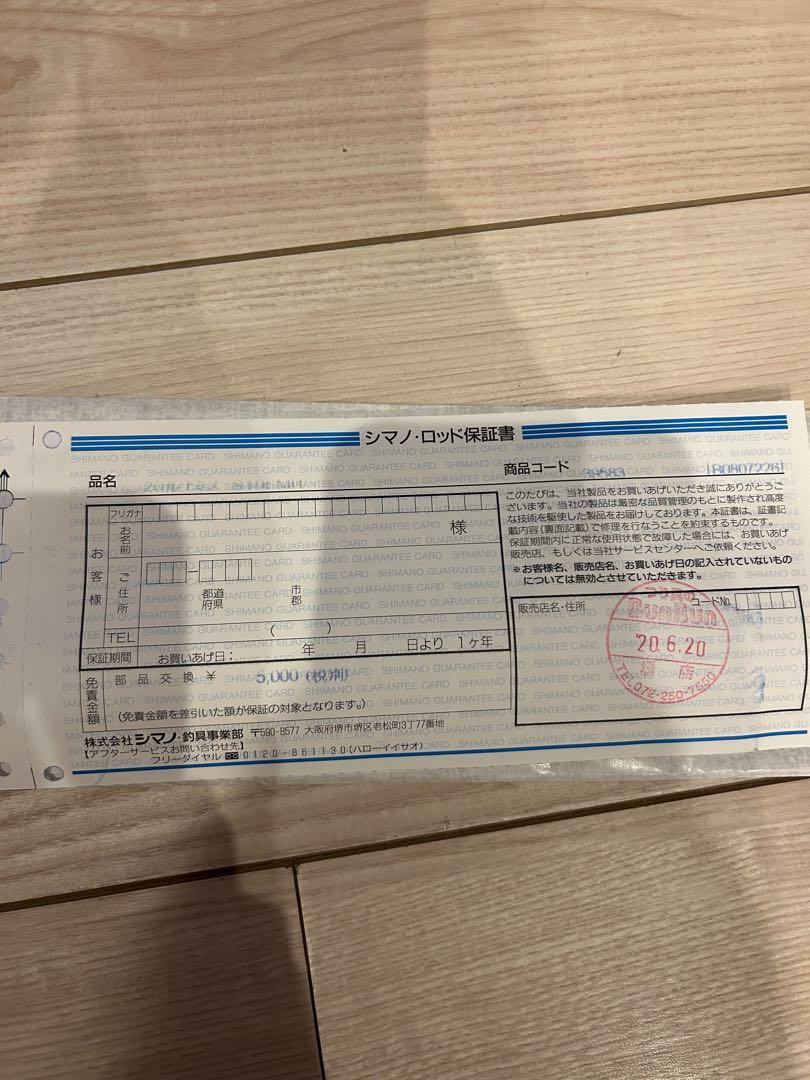 シマノ・ロッド保証書
品名
商品コード 39583
フリガナ
お名前
様
お客様
ご住所
都道府県
市郡
TEL ( )
保証期間 お買いあげ日: 年 月 日より 1ヶ年
免責金額
部品交換 ¥ 5,000 (税別)
(免責金額を差引いた額が保証の対象となります。)
株式会社シマノ・釣具事業部 〒590-8577 大阪府堺市堺区老松町3丁77番地
【アフターサービスお問い合わせ先】
フリーダイヤル 0120-861130(ハローイイサオ)
このたびは、当社製品をお買いあげいただき誠にありがとうご
ざいます。当社の製品は厳密な品質管理のもとに製作され高度
な技術を駆使した製品をお届けしております。本証書は、証書記
載内容(裏面記載)で修理を行なうことを約束するものです。
保証期間内に正常な使用状態で故障した場合には、お買いあげ
販売店、もしくは当社サービスセンターへご依頼ください。
※お客様名、販売店名、お買いあげ日の記入されていないもの
については無効とさせていただきます。
販売店名・住所
コードNo.
'20.6.20
TEL.072-250-7550
SHIMANO GUARANTEE CARD